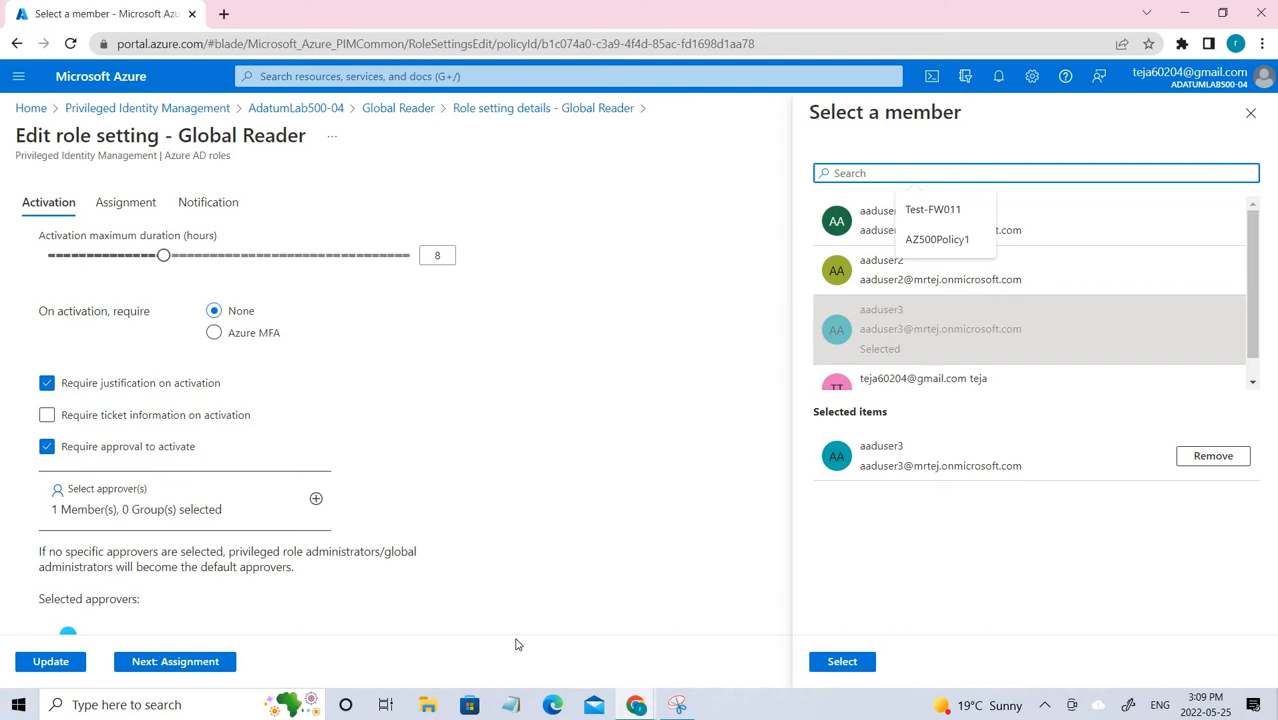 Select a member - Microsoft Azu
portal.azure.com/#blade/Microsoft_Azure_PIMCommon/RoleSettingsEdit/policyId/b1c074a0-c3a9-4f4d-85ac-fd1698d1aa78
r
Microsoft Azure
Search resources, services, and docs (G+/)
teja60204@gmail.com
ADATUMLAB500-04
Home > Privileged Identity Management > AdatumLab500-04 > Global Reader > Role setting details - Global Reader >
Edit role setting - Global Reader ...
Privileged Identity Management | Azure AD roles
Activation Assignment Notification
Activation maximum duration (hours)
8
On activation, require
None
Azure MFA
Require justification on activation
Require ticket information on activation
Require approval to activate
Select approver(s)
1 Member(s), 0 Group(s) selected
If no specific approvers are selected, privileged role administrators/global
administrators will become the default approvers.
Selected approvers:
Update
Next: Assignment
Select a member
Search
Test-FW011
AZ500Policy1
AA
aaduser
aaduse
com
AA
aaduser2
aaduser2@mrtej.onmicrosoft.com
AA
aaduser3
aaduser3@mrtej.onmicrosoft.com
Selected
TT
teja60204@gmail.com teja
Selected items
AA
aaduser3
aaduser3@mrtej.onmicrosoft.com
Remove
Select
Type here to search
19°C Sunny
ENG
3:09 PM
2022-05-25